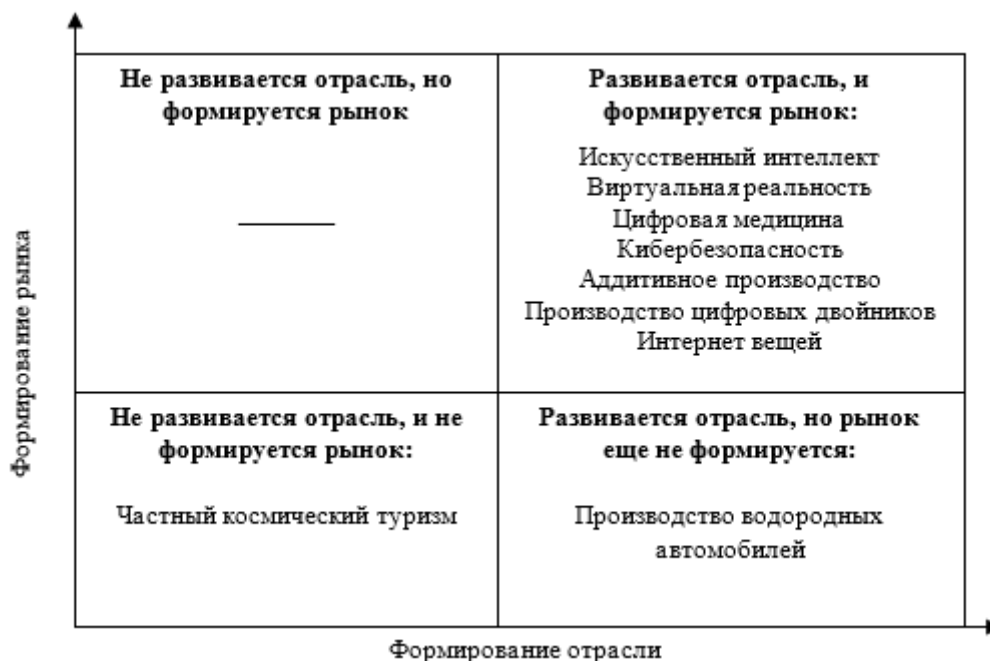 Не развивается отрасль, но
формируется рынок
Развивается отрасль, и
формируется рынок:
Искусственный интеллект
Виртуальная реальность
Цифровая медицина
Кибербезопасность
Аддитивное производство
Производство цифровых двойников
Интернет вещей
Не развивается отрасль, и не
формируется рынок:
Частный космический туризм
Развивается отрасль, но рынок
еще не формируется:
Производство водородных
автомобилей
Формирование рынка
Формирование отрасли